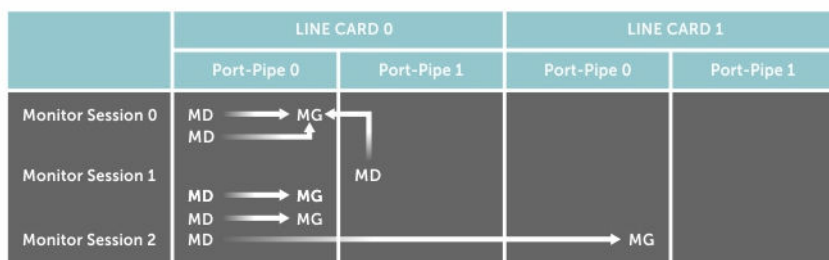 LINE CARD 0 LINE CARD 1
Port-Pipe 0 Port-Pipe 1 Port-Pipe 0 Port-Pipe 1
Monitor Session 0 MD MG
MD
Monitor Session 1 MD
MD MG
MD MG
Monitor Session 2 MD MG